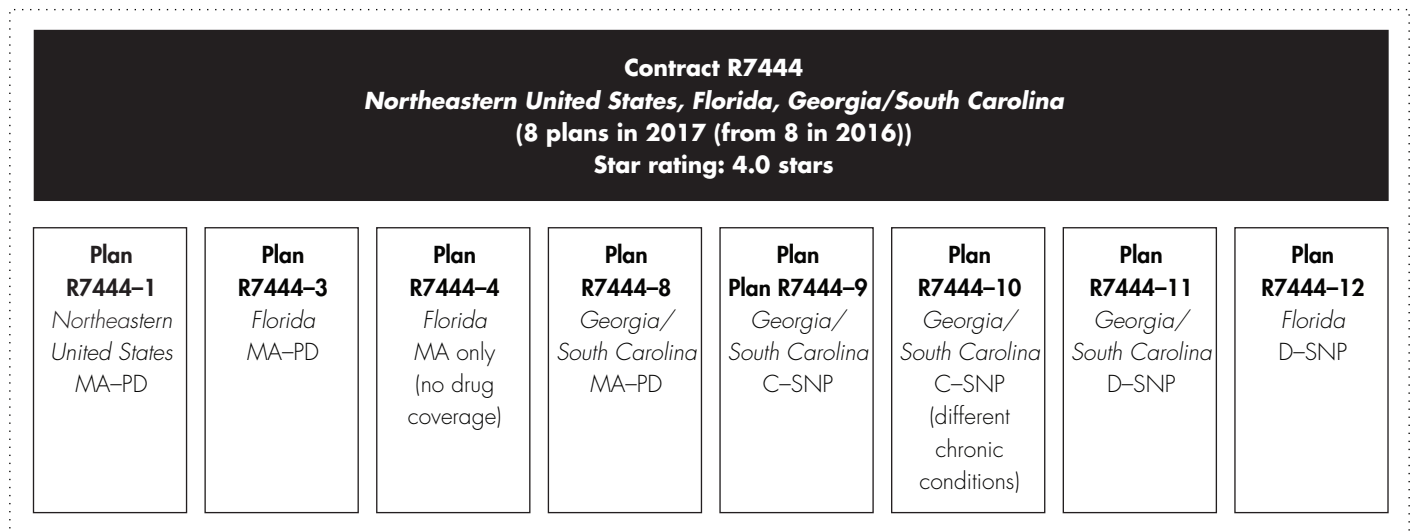 Contract R7444
Northeastern United States, Florida, Georgia/South Carolina
(8 plans in 2017 (from 8 in 2016))
Star rating: 4.0 stars
Plan
R7444–1
Northeastern
United States
MA–PD
Plan
R7444–3
Florida
MA–PD
Plan
R7444–4
Florida
MA only
(no drug
coverage)
Plan
R7444–8
Georgia/
South Carolina
MA–PD
Plan
Plan R7444–9
Georgia/
South Carolina
C–SNP
Plan
R7444–10
Georgia/
South Carolina
C–SNP
(different
chronic
conditions)
Plan
R7444–11
Georgia/
South Carolina
D–SNP
Plan
R7444–12
Florida
D–SNP